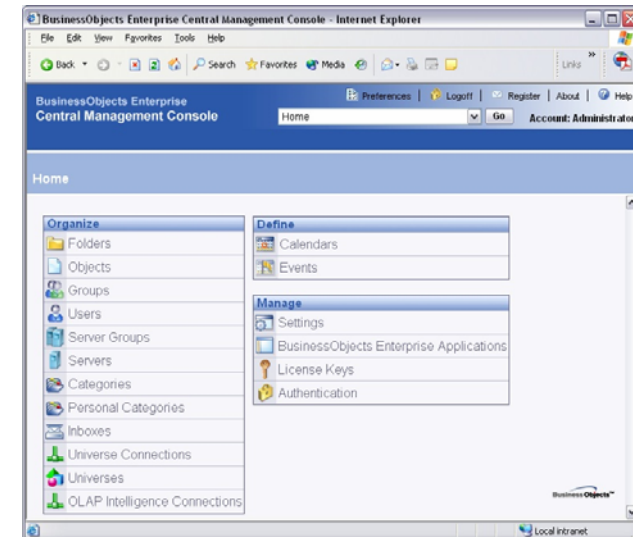 BusinessObjects Enterprise Central Management Console - Internet Explorer
File Edit View Favorites Tools Help
Back Search Favorites Media Links »
BusinessObjects Enterprise
Central Management Console
Preferences | Logoff | Register | About | Help
Home Go Account: Administrator
Home
Organize
Folders
Objects
Groups
Users
Server Groups
Servers
Categories
Personal Categories
Inboxes
Universe Connections
Universes
OLAP Intelligence Connections
Define
Calendars
Events
Manage
Settings
BusinessObjects Enterprise Applications
License Keys
Authentication
Business Objects™
Local intranet